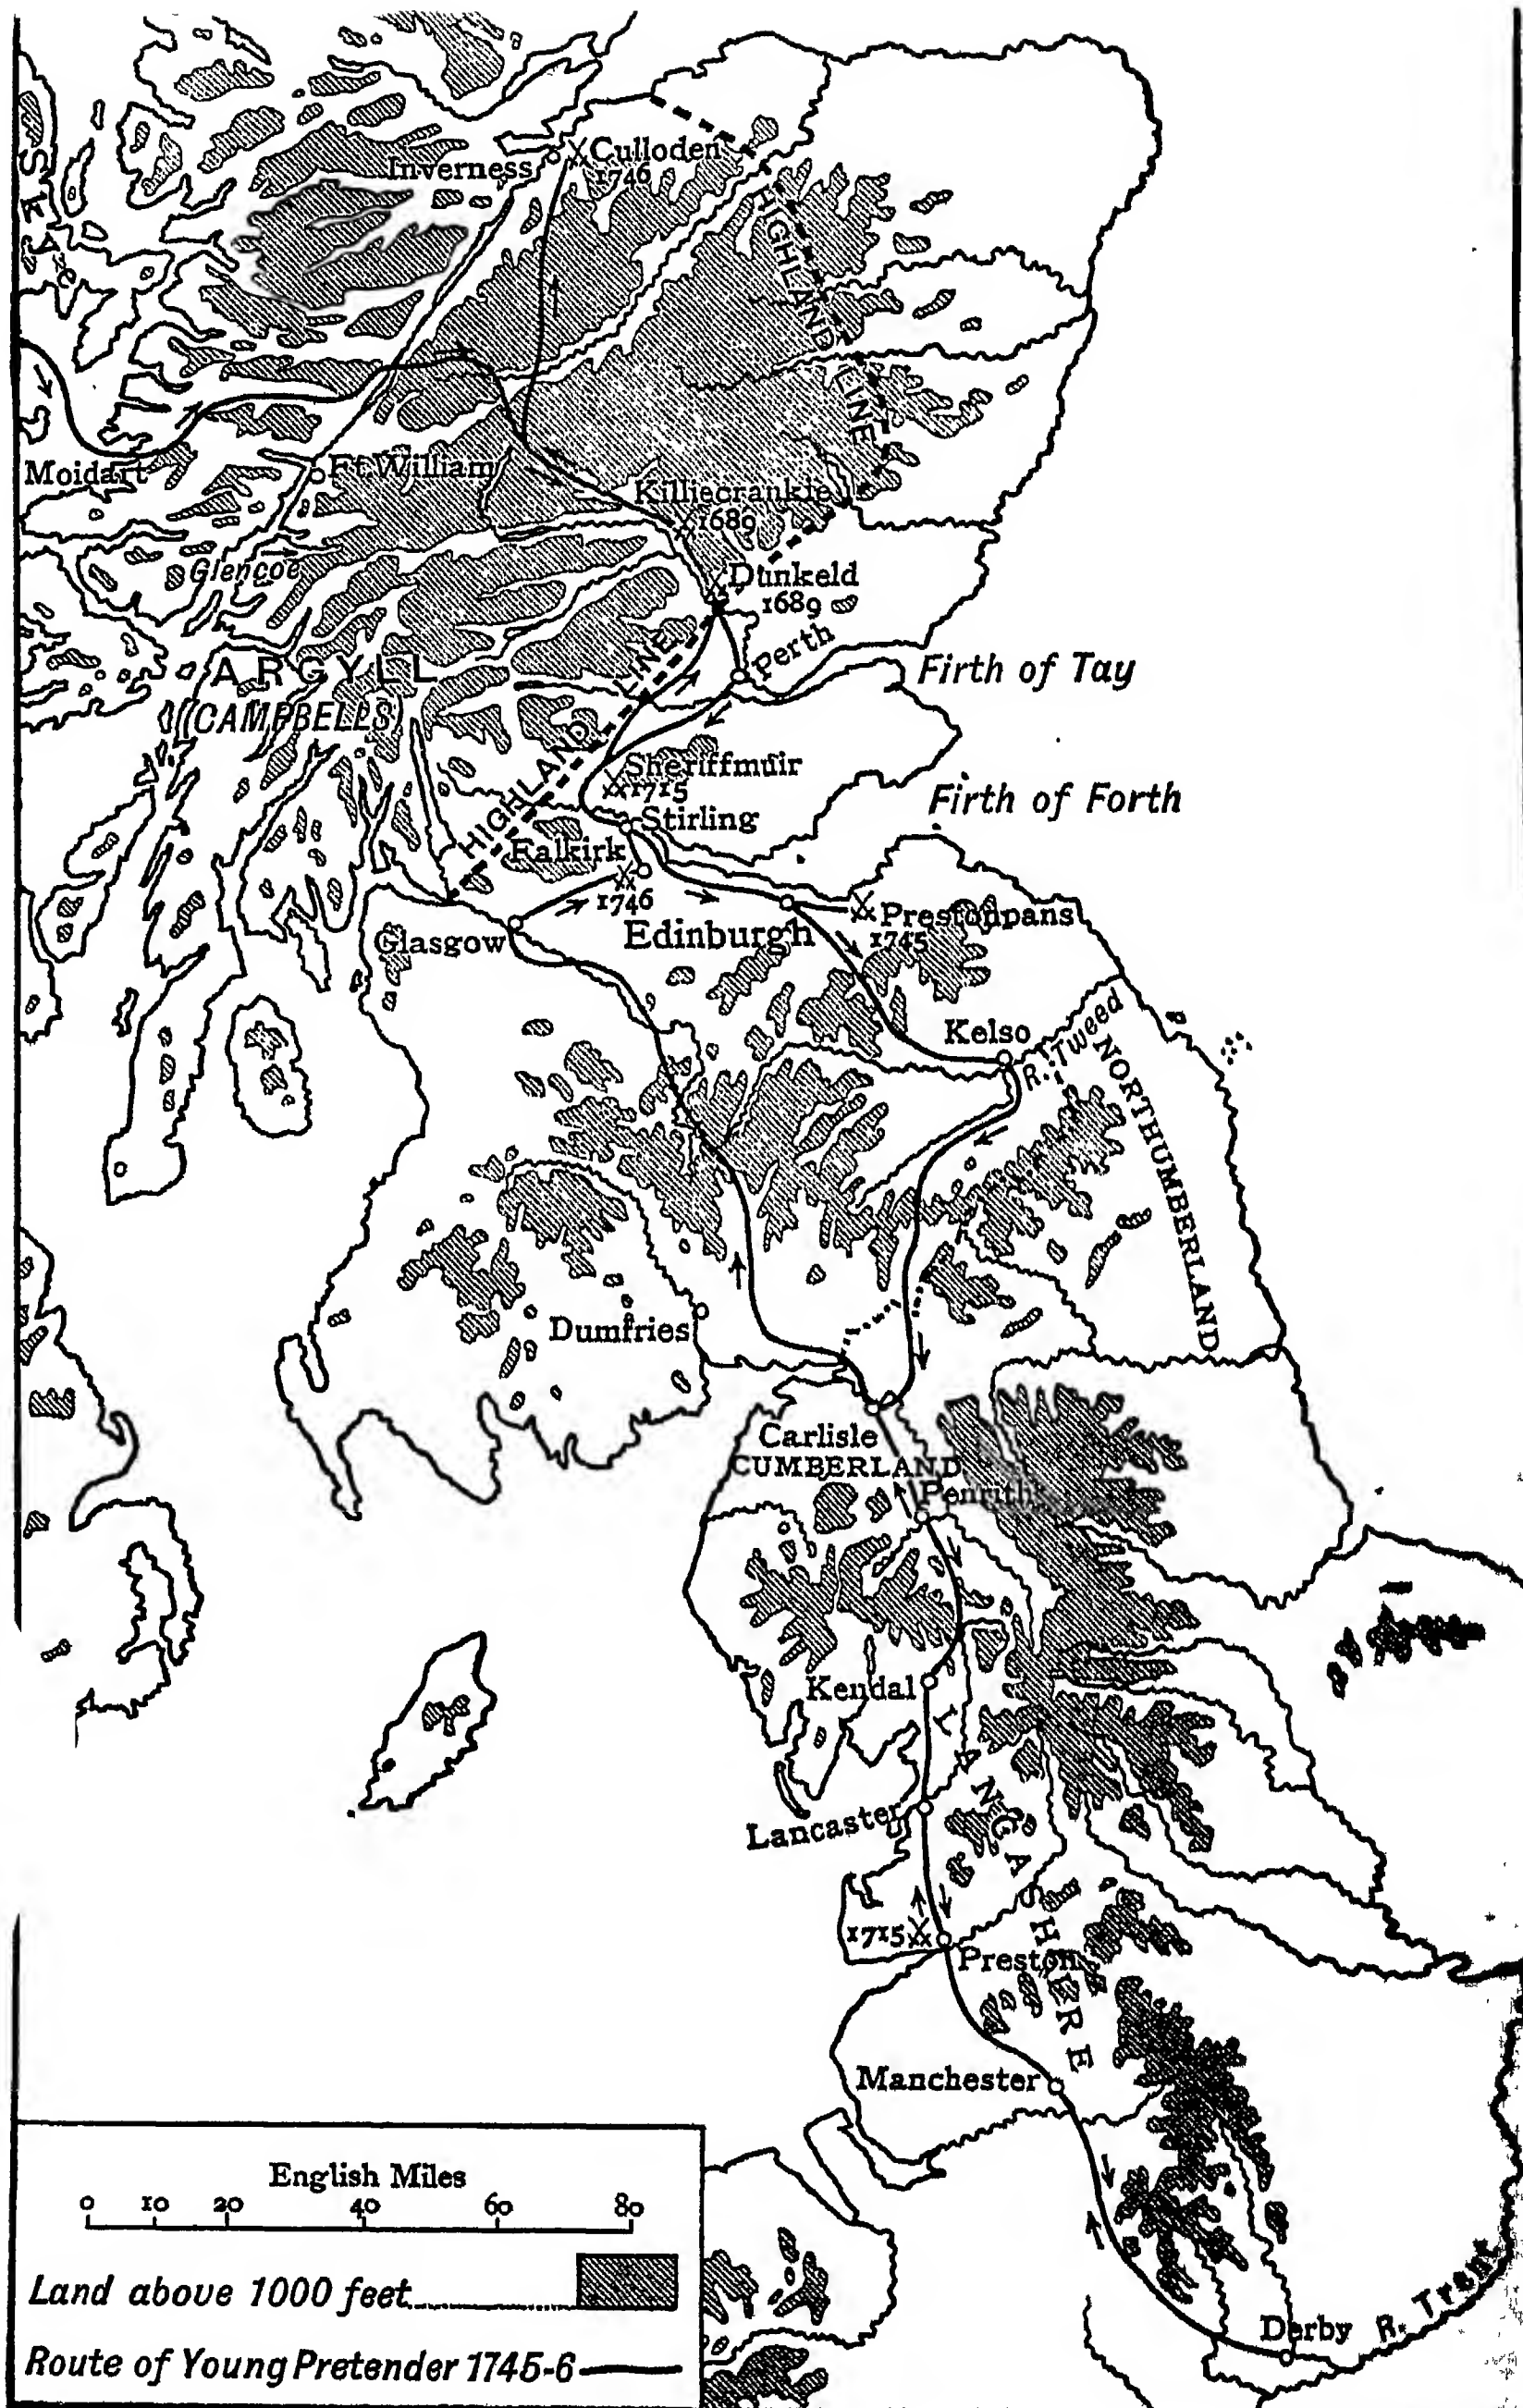 SKYE
Inverness
Culloden
1746
HIGHLAND LINE
Moidart
Ft. William
Killiecrankie
1689
Glencoe
Dunkeld
1689
Perth
Firth of Tay
ARGYLL
(CAMPBELLS)
HIGHLAND LINE
Sheriffmuir
1715
Stirling
Firth of Forth
Falkirk
1746
Glasgow
Edinburgh
Prestonpans
1745
Kelso
R. Tweed
NORTHUMBERLAND
Dumfries
Carlisle
CUMBERLAND
Penrith
Kendal
LANCASHIRE
Lancaster
1715
Preston
Manchester
Derby
R. Trent
English Miles
0 10 20 40 60 80
Land above 1000 feet
Route of Young Pretender 1745-6